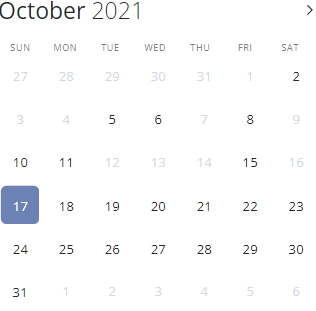 October 2021
SUN MON TUE WED THU FRI SAT
27 28 29 30 31 1 2
3 4 5 6 7 8 9
10 11 12 13 14 15 16
17 18 19 20 21 22 23
24 25 26 27 28 29 30
31 1 2 3 4 5 6